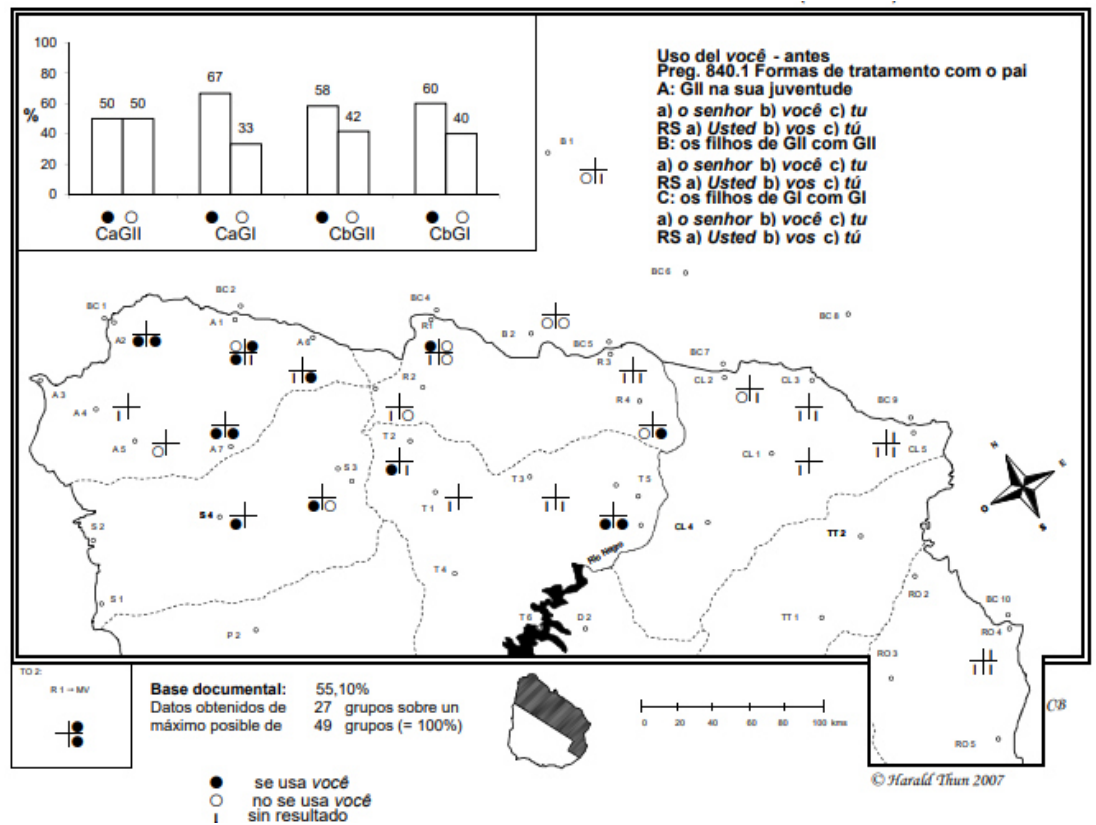 100
80
60
%
40
20
0
50 50
67
33
58
42
60
40
CaGII CaGI CbGII CbGI
Uso del você - antes
Preg. 840.1 Formas de tratamento com o pai
A: GII na sua juventude
a) o senhor b) você c) tu
RS a) Usted b) vos c) tú
B: os filhos de GII com GII
a) o senhor b) você c) tu
RS a) Usted b) vos c) tú
C: os filhos de GI com GI
a) o senhor b) você c) tu
RS a) Usted b) vos c) tú
B 1
BC 6
BC 2
BC 1
A 1
A2
A 6
BC 4
R1
B 2
BC 5
R 3
BC 8
BC 7
CL 2
CL 3
A 3
A 4
R 2
R 4
BC 9
A 5
A 7
T 2
CL 1
CL 5
N
E
O
S
S 3
T 3
T 5
T 1
S 4
S 2
CL 4
TT 2
Río Negro
T 4
S 1
P 2
T 6
D 2
TT 1
RO 2
BC 10
RO 4
RO 3
RO 5
TO 2:
R 1 → MV
Base documental: 55,10%
Datos obtenidos de 27 grupos sobre un
máximo posible de 49 grupos (= 100%)
0 20 40 60 80 100 kms
CB
© Harald Thun 2007
se usa você
no se usa você
sin resultado